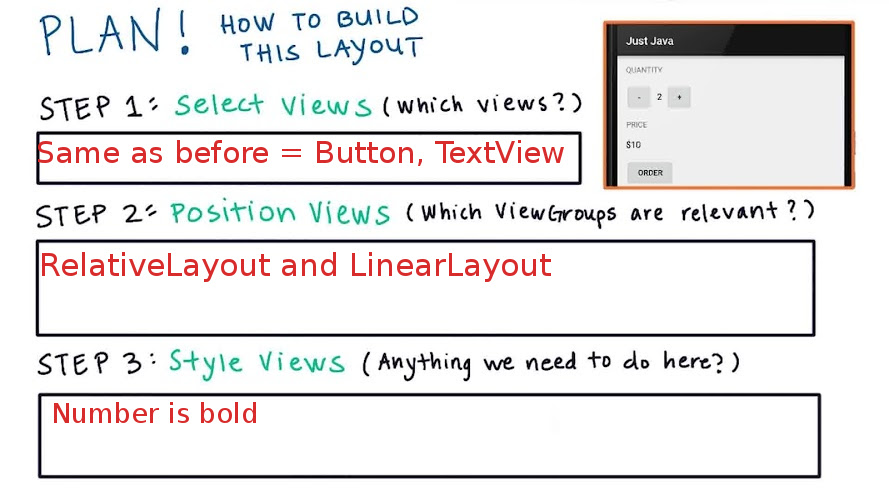 PLAN! HOW TO BUILD
THIS LAYOUT
Just Java
QUANTITY
- 2 +
PRICE
$10
ORDER
STEP 1: Select Views (which views?)
Same as before = Button, TextView
STEP 2: Position Views (Which ViewGroups are relevant?)
RelativeLayout and LinearLayout
STEP 3: Style Views (Anything we need to do here?)
Number is bold